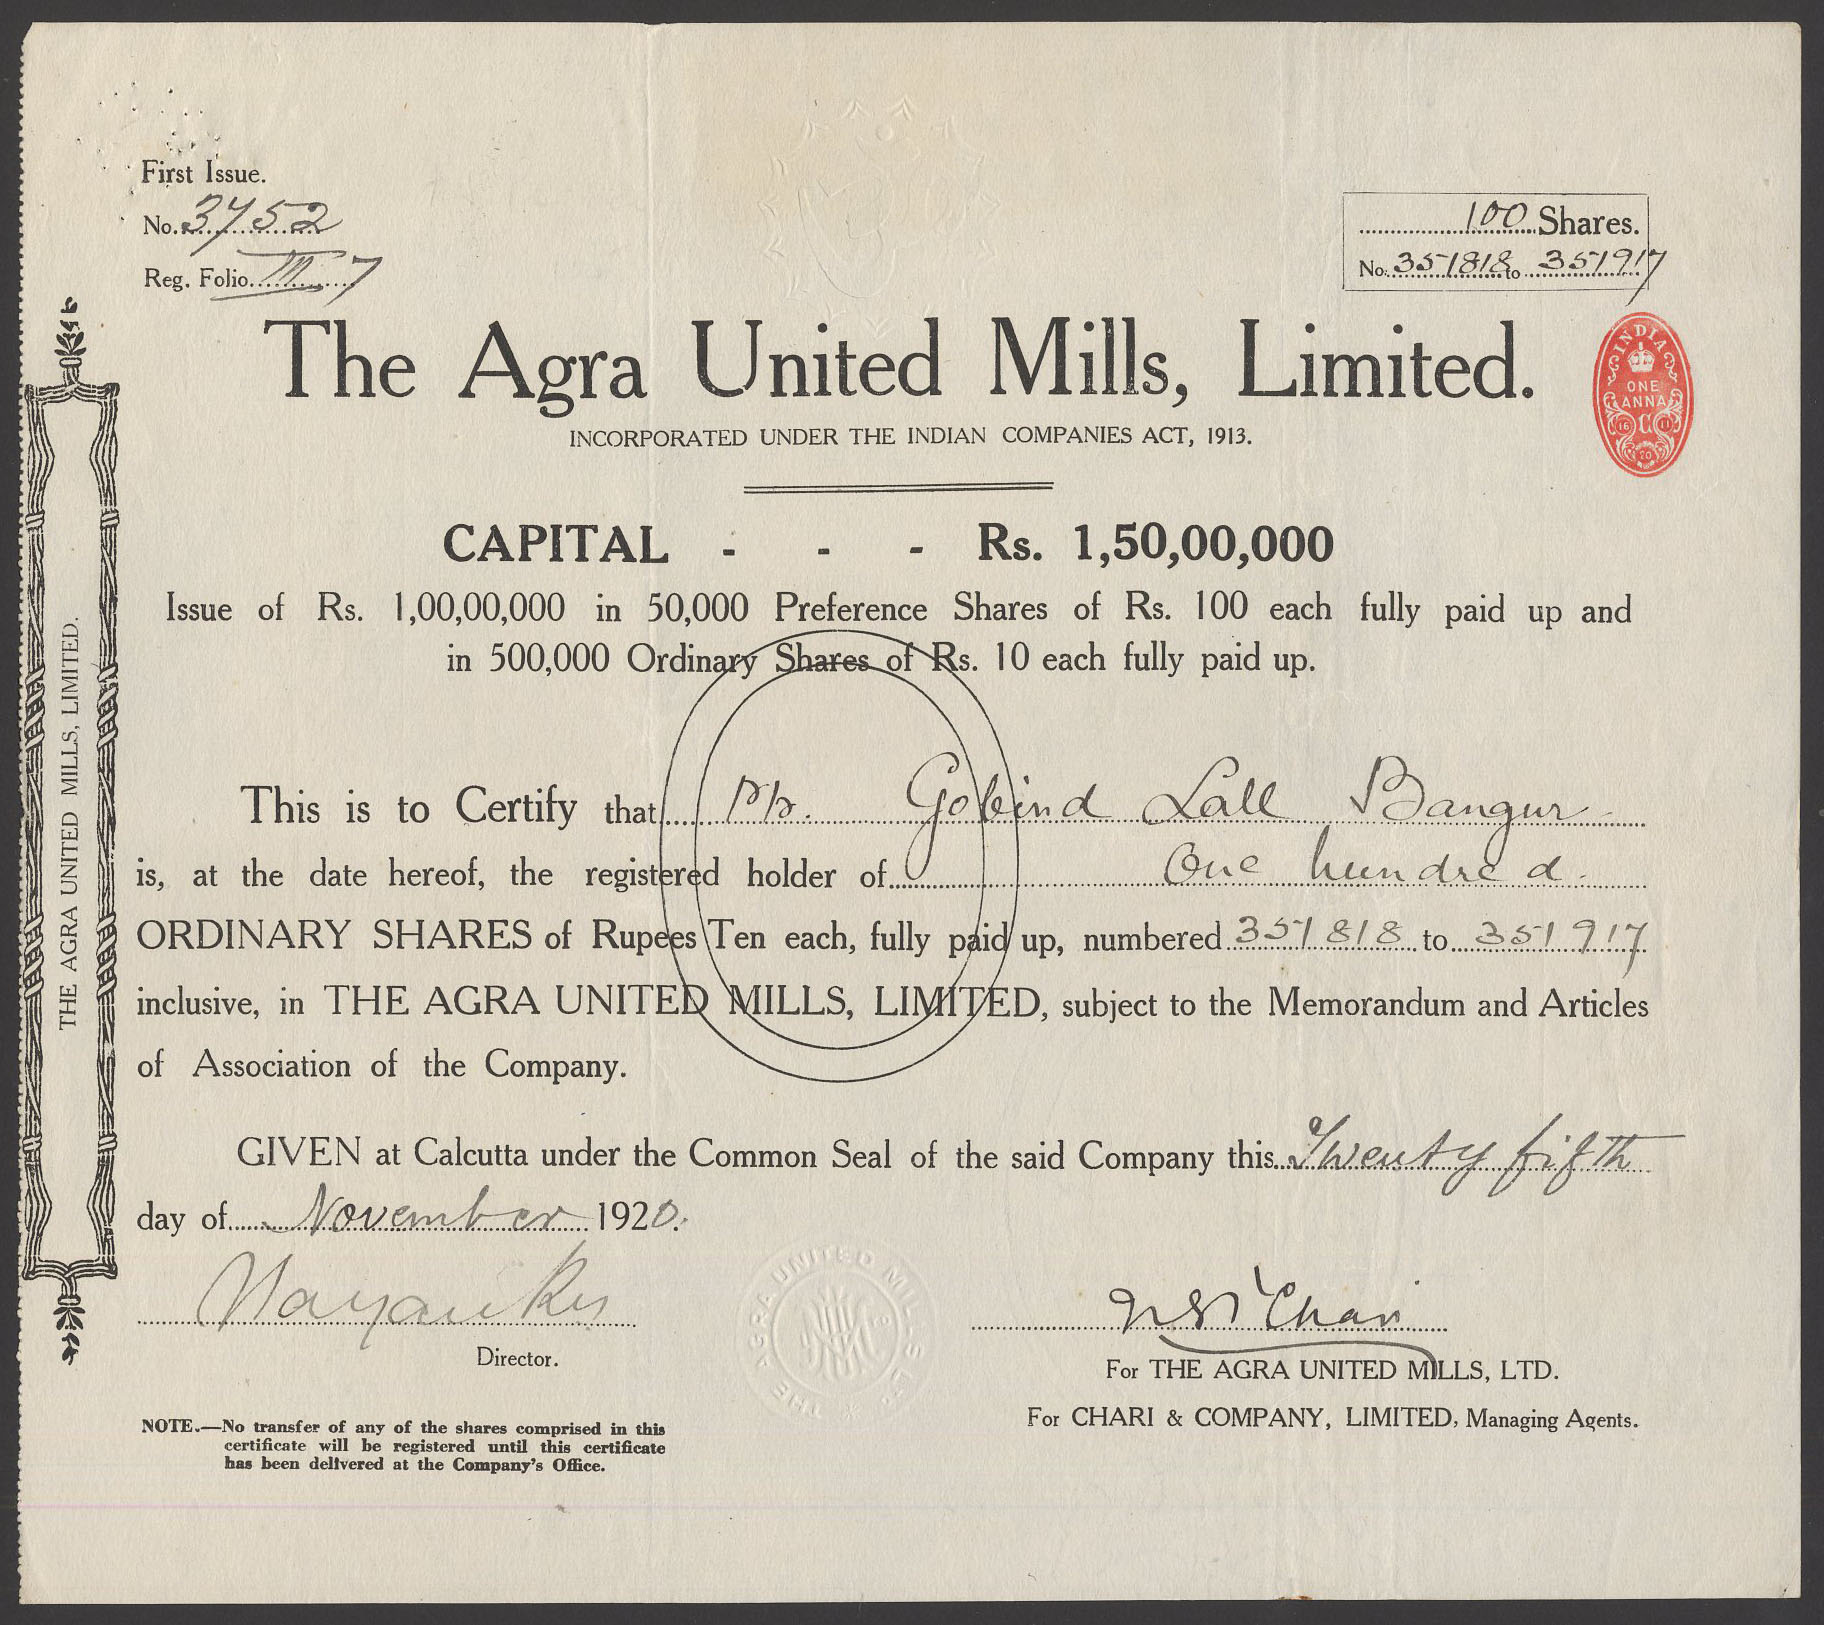 First Issue.
No. 3752
Reg. Folio. III 7
100 Shares.
No. 351818 to 351917
The Agra United Mills, Limited.
INCORPORATED UNDER THE INDIAN COMPANIES ACT, 1913.
INDIA
ONE
ANNA
16 C 11
20
CAPITAL - - - Rs. 1,50,00,000
Issue of Rs. 1,00,00,000 in 50,000 Preference Shares of Rs. 100 each fully paid up and
in 500,000 Ordinary Shares of Rs. 10 each fully paid up.
This is to Certify that Mr. Gobind Lall Bangur
is, at the date hereof, the registered holder of One hundred.
ORDINARY SHARES of Rupees Ten each, fully paid up, numbered 351818 to 351917
inclusive, in THE AGRA UNITED MILLS, LIMITED, subject to the Memorandum and Articles
of Association of the Company.
GIVEN at Calcutta under the Common Seal of the said Company this Twenty fifth
day of November 1920.
Chari
Director.
THE AGRA UNITED MILLS LTD
For THE AGRA UNITED MILLS, LTD.
For CHARI & COMPANY, LIMITED, Managing Agents.
NOTE.—No transfer of any of the shares comprised in this
certificate will be registered until this certificate
has been delivered at the Company's Office.
THE AGRA UNITED MILLS, LIMITED.